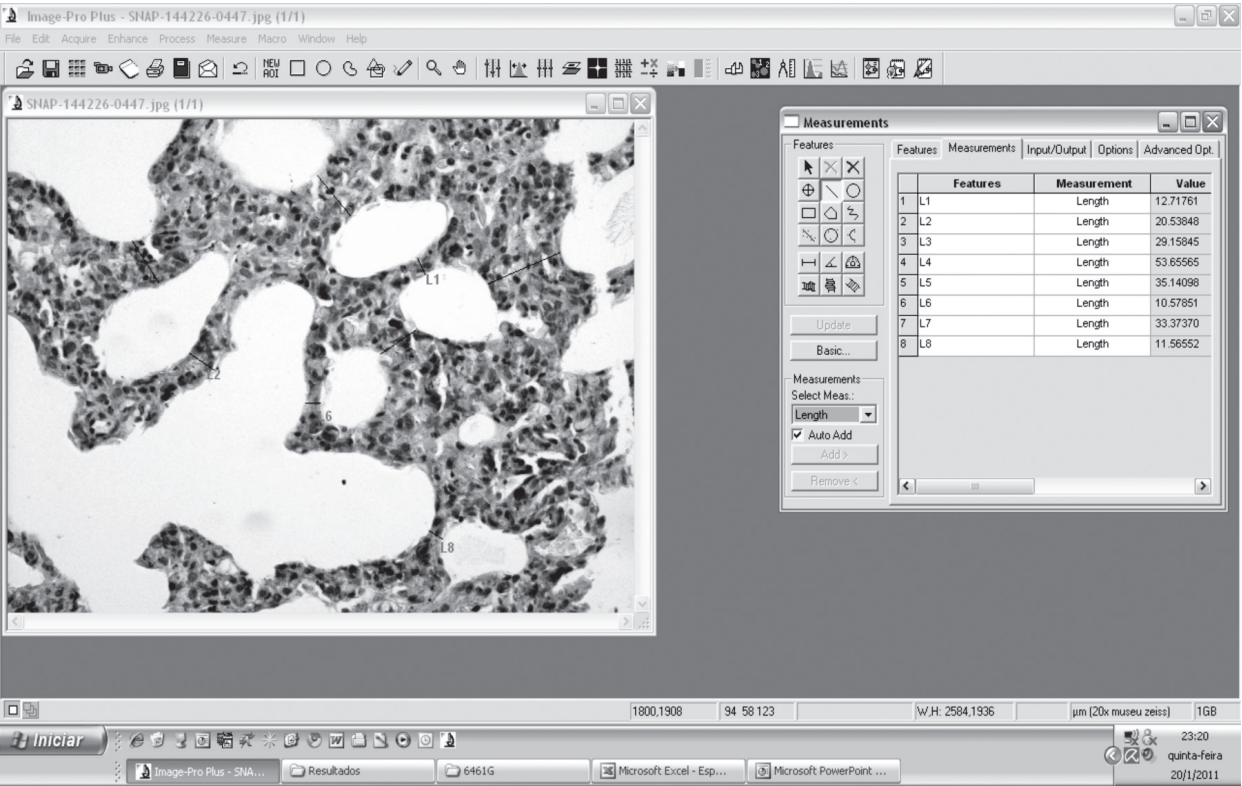 Image-Pro Plus - SNAP-144226-0447.jpg (1/1)
File Edit Acquire Enhance Process Measure Macro Window Help
NEW AOI
SNAP-144226-0447.jpg (1/1)
L1
L2
6
L8
Measurements
Features
Features Measurements Input/Output Options Advanced Opt.
Features Measurement Value
1 L1 Length 12.71761
2 L2 Length 20.53848
3 L3 Length 29.15845
4 L4 Length 53.65565
5 L5 Length 35.14098
6 L6 Length 10.57851
7 L7 Length 33.37370
8 L8 Length 11.56552
Update
Basic...
Measurements
Select Meas.:
Length
Auto Add
Add >
Remove <
1800,1908 94 58 123 W,H: 2584,1936 µm (20x museu zeiss) 1GB
Iniciar
23:20
quinta-feira
20/1/2011
Image-Pro Plus - SNA... Resultados 6461G Microsoft Excel - Esp... Microsoft PowerPoint ...